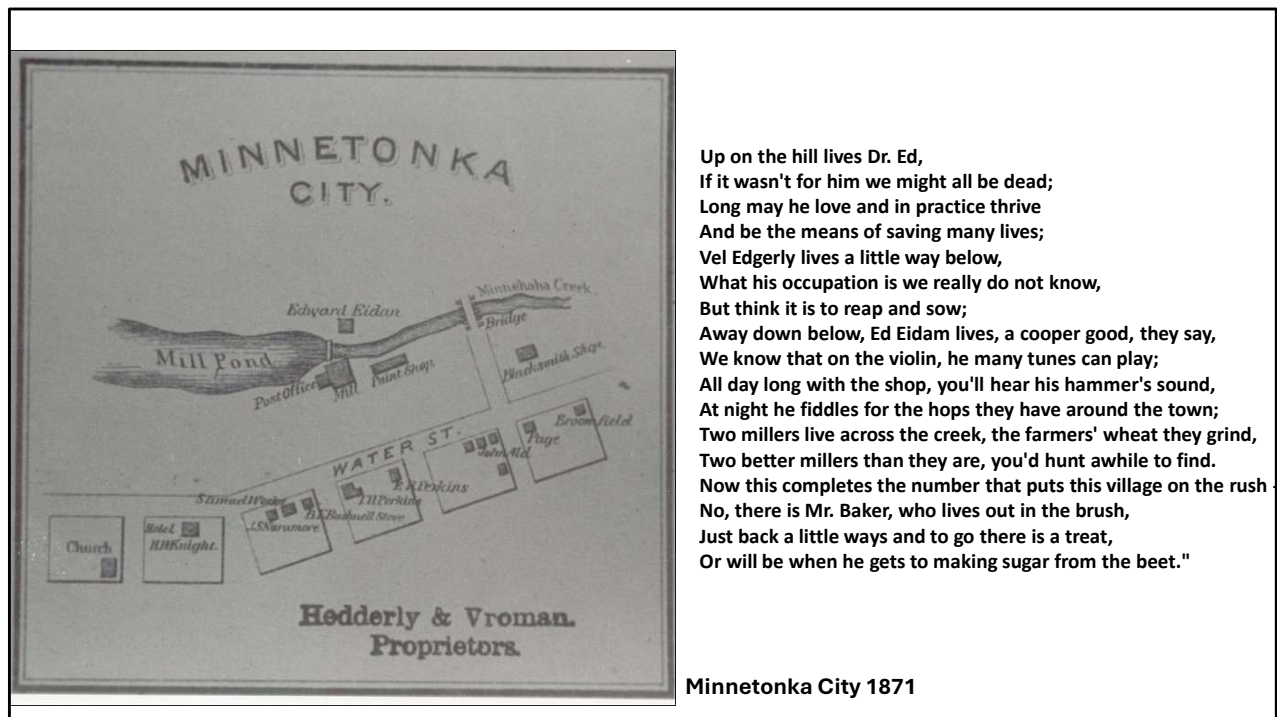 MINNETONKA
CITY.
Minnehaha Creek
Edward Eidan.
Bridge
Mill Pond
Blacksmith Shop.
Paint Shop.
Post Office
Mill
Broomfield
Page
WATER ST.
John Ald
E R Perkins
Samuel
Perkins
Bushnell Store
Hotel
H.H Knight.
Church
Hedderly & Vroman.
Proprietors.
Up on the hill lives Dr. Ed,
If it wasn't for him we might all be dead;
Long may he love and in practice thrive
And be the means of saving many lives;
Vel Edgerly lives a little way below,
What his occupation is we really do not know,
But think it is to reap and sow;
Away down below, Ed Eidam lives, a cooper good, they say,
We know that on the violin, he many tunes can play;
All day long with the shop, you'll hear his hammer's sound,
At night he fiddles for the hops they have around the town;
Two millers live across the creek, the farmers' wheat they grind,
Two better millers than they are, you'd hunt awhile to find.
Now this completes the number that puts this village on the rush -
No, there is Mr. Baker, who lives out in the brush,
Just back a little ways and to go there is a treat,
Or will be when he gets to making sugar from the beet."
Minnetonka City 1871